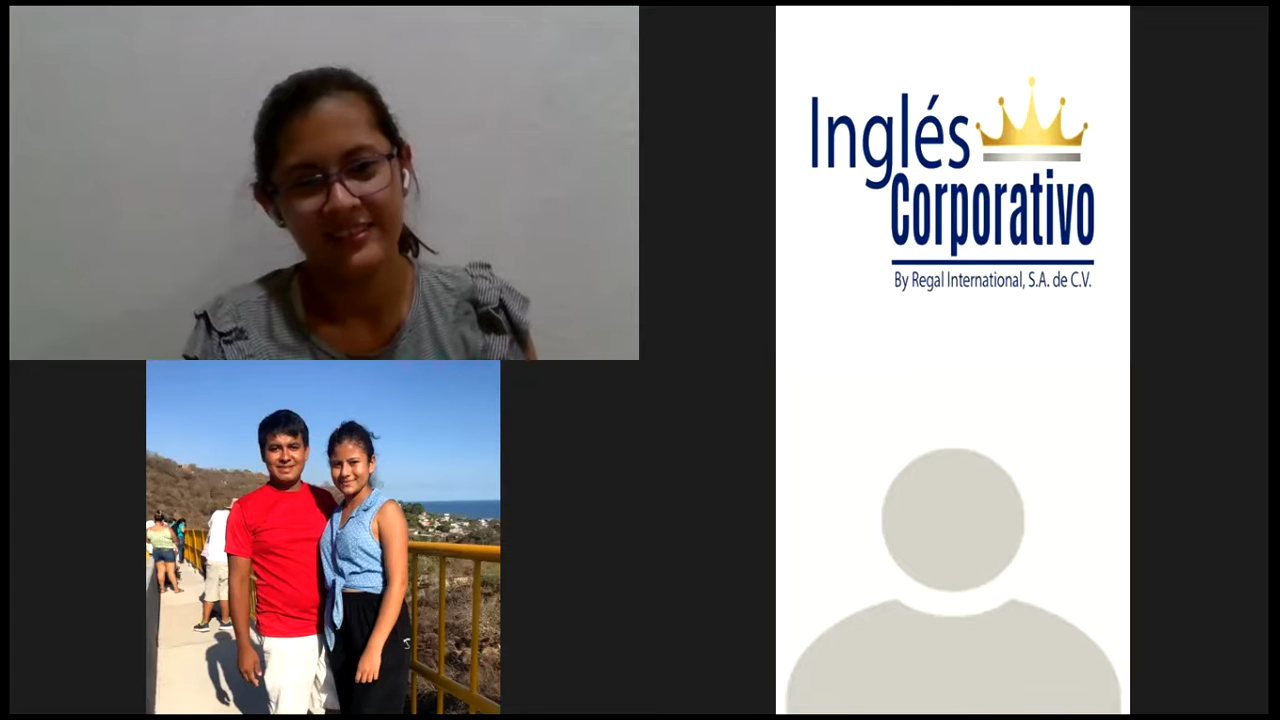 Inglés
Corporativo
By Regal International, S.A. de C.V.